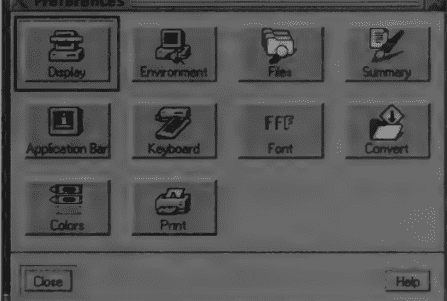 Preferences
Display Environment Files Summary
Application Bar Keyboard Font Convert
Colors Print
Close Help